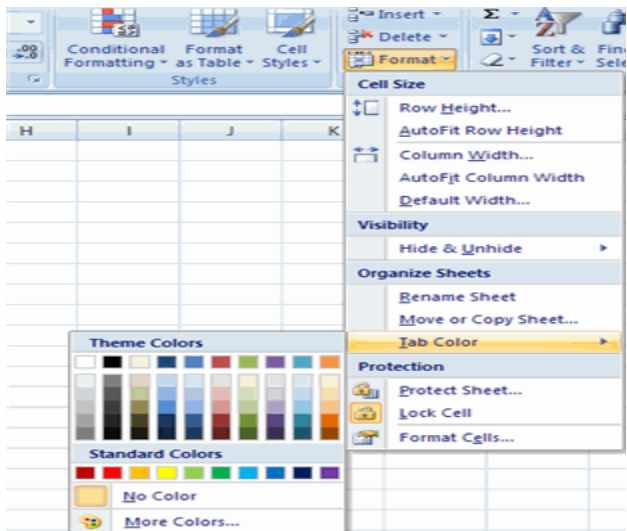 Insert
Delete
Format
Conditional Formatting
Format as Table
Cell Styles
Sort & Filter
Styles
H I J K
Cell Size
Row Height...
AutoFit Row Height
Column Width...
AutoFit Column Width
Default Width...
Visibility
Hide & Unhide
Organize Sheets
Rename Sheet
Move or Copy Sheet...
Tab Color
Protection
Protect Sheet...
Lock Cell
Format Cells...
Theme Colors
Standard Colors
No Color
More Colors...